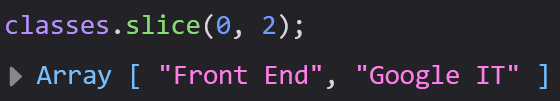 classes.slice(0, 2);
Array [ "Front End", "Google IT" ]